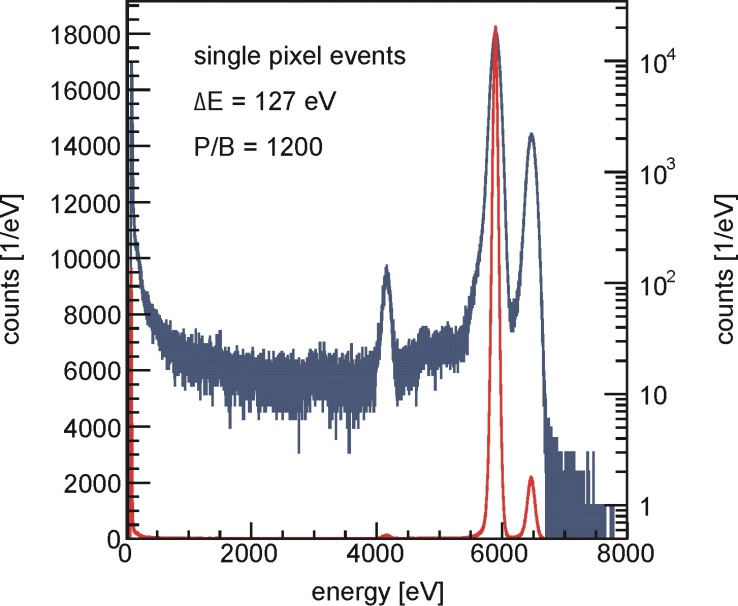 single pixel events
ΔE = 127 eV
P/B = 1200
counts [1/eV]
18000
16000
14000
12000
10000
8000
6000
4000
2000
0
10⁴
10³
10²
10
1
counts [1/eV]
0 2000 4000 6000 8000
energy [eV]